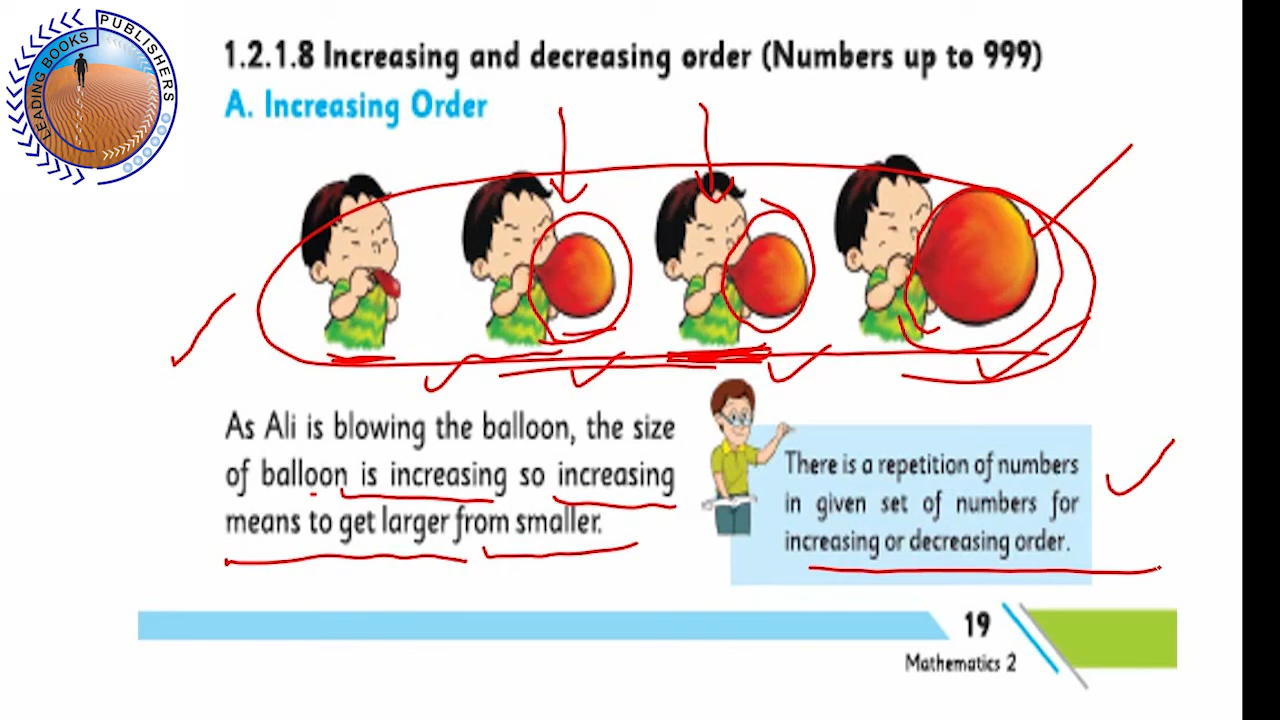 LEADING BOOKS PUBLISHERS
1.2.1.8 Increasing and decreasing order (Numbers up to 999)
A. Increasing Order
As Ali is blowing the balloon, the size
of balloon is increasing so increasing
means to get larger from smaller.
There is a repetition of numbers
in given set of numbers for
increasing or decreasing order.
19
Mathematics 2